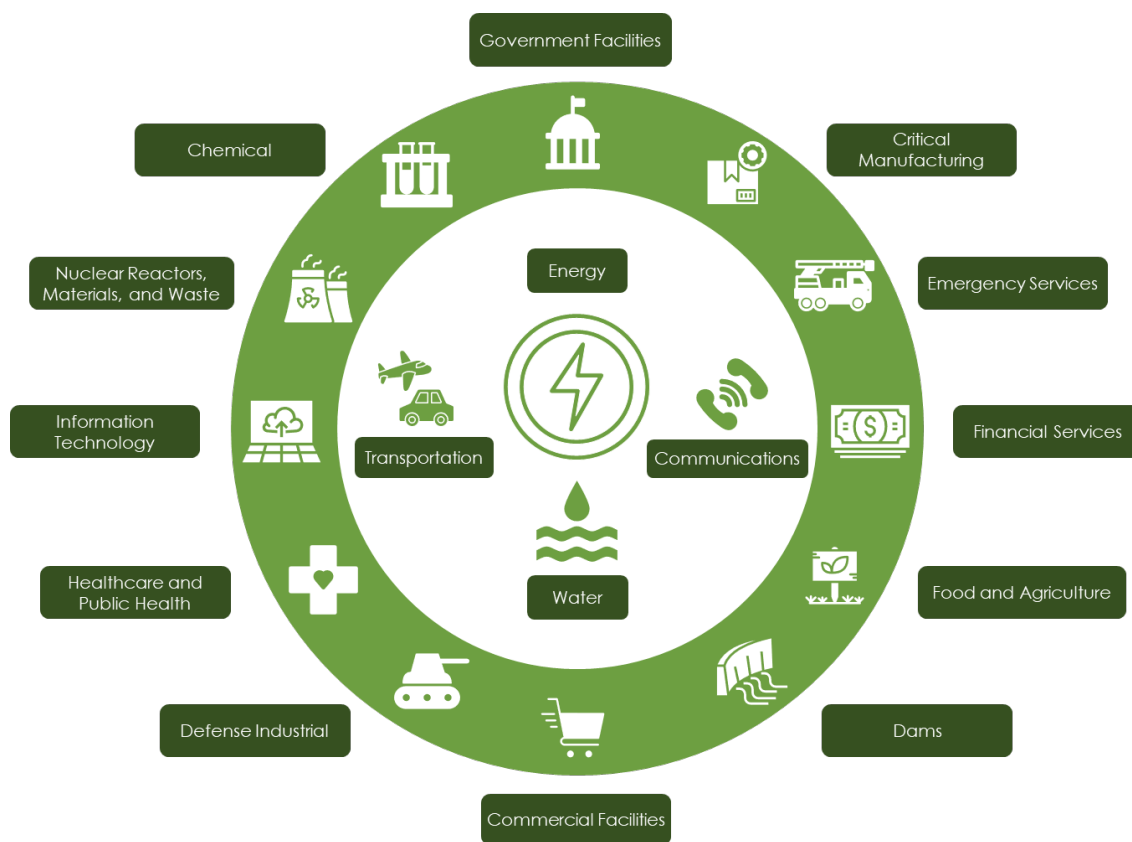 Government Facilities
Chemical
Critical
Manufacturing
Nuclear Reactors,
Materials, and Waste
Energy
Emergency Services
Information
Technology
Transportation
Communications
Financial Services
Healthcare and
Public Health
Water
Food and Agriculture
Defense Industrial
Dams
Commercial Facilities